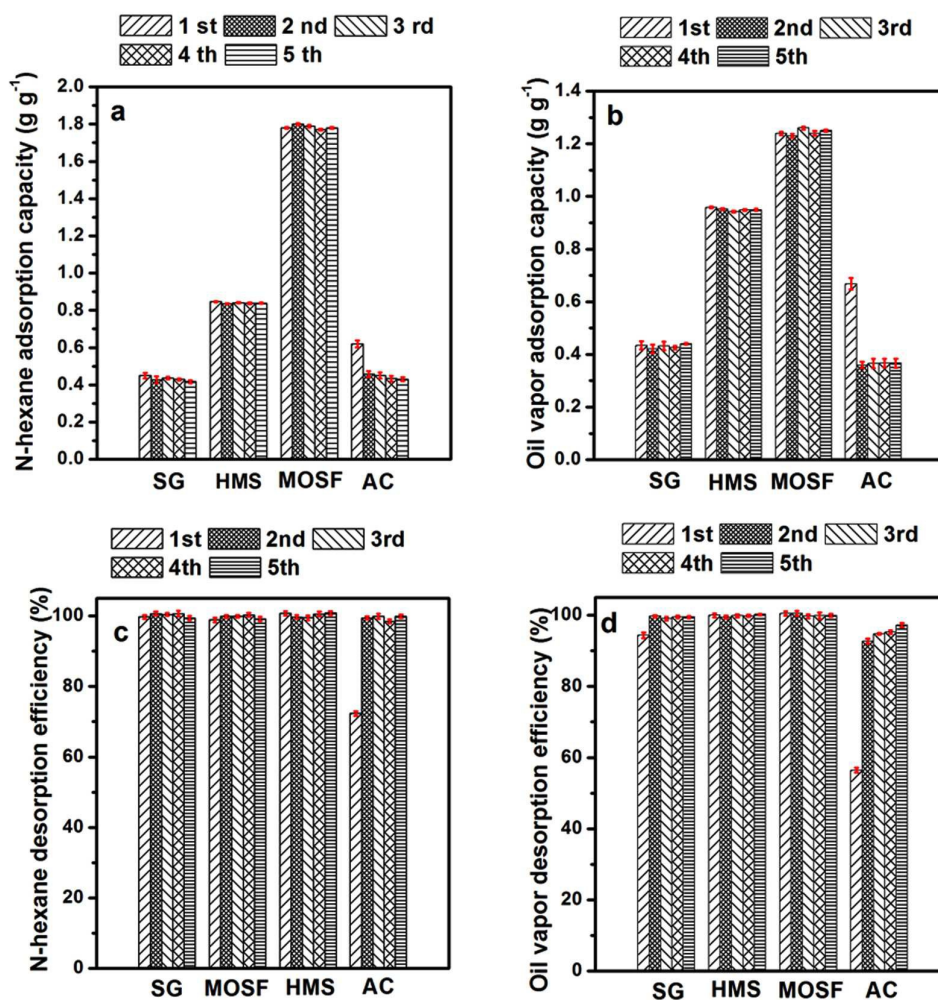 1 st 2 nd 3 rd
4 th 5 th
N-hexane adsorption capacity (g g-1)
2.0
1.8
1.6
1.4
1.2
1.0
0.8
0.6
0.4
0.2
0.0
a
SG HMS MOSF AC
1st 2nd 3rd
4th 5th
Oil vapor adsorption capacity (g g-1)
1.4
1.2
1.0
0.8
0.6
0.4
0.2
0.0
b
SG HMS MOSF AC
1st 2nd 3rd
4th 5th
N-hexane desorption efficiency (%)
100
80
60
40
20
0
c
SG MOSF HMS AC
1st 2nd 3rd
4th 5th
Oil vapor desorption efficiency (%)
100
80
60
40
20
0
d
SG HMS MOSF AC